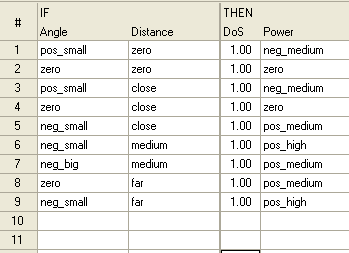 IF THEN
# Angle Distance DoS Power
1 pos_small zero 1.00 neg_medium
2 zero zero 1.00 zero
3 pos_small close 1.00 neg_medium
4 zero close 1.00 zero
5 neg_small close 1.00 pos_medium
6 neg_small medium 1.00 pos_high
7 neg_big medium 1.00 pos_medium
8 zero far 1.00 pos_medium
9 neg_small far 1.00 pos_high
10
11